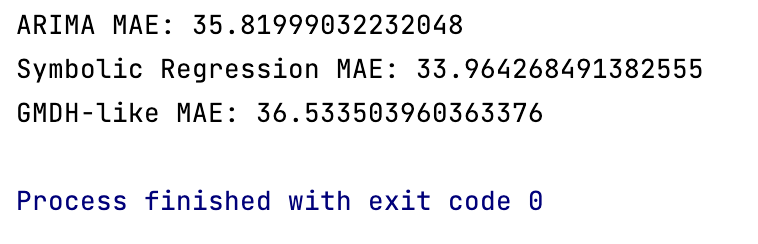 ARIMA MAE: 35.81999032232048
Symbolic Regression MAE: 33.964268491382555
GMDH-like MAE: 36.533503960363376
Process finished with exit code 0